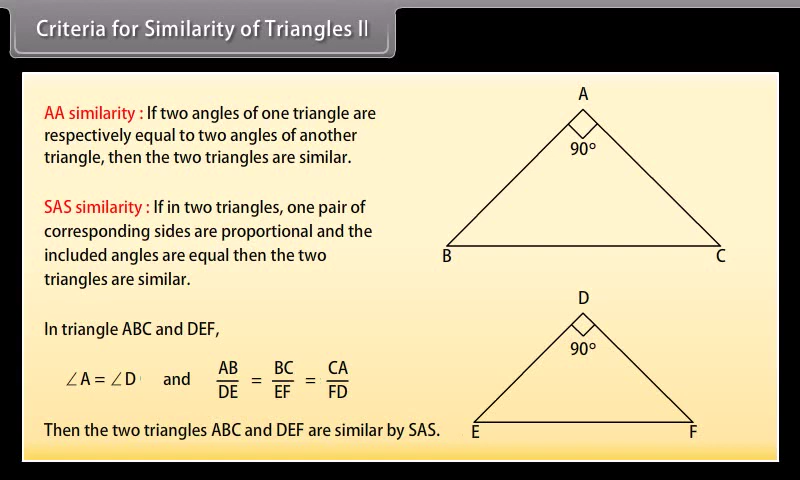 Criteria for Similarity of Triangles II
AA similarity : If two angles of one triangle are
respectively equal to two angles of another
triangle, then the two triangles are similar.
SAS similarity : If in two triangles, one pair of
corresponding sides are proportional and the
included angles are equal then the two
triangles are similar.
In triangle ABC and DEF,
∠A = ∠D and AB/DE = BC/EF = CA/FD
Then the two triangles ABC and DEF are similar by SAS.
A
90°
B C
D
90°
E F